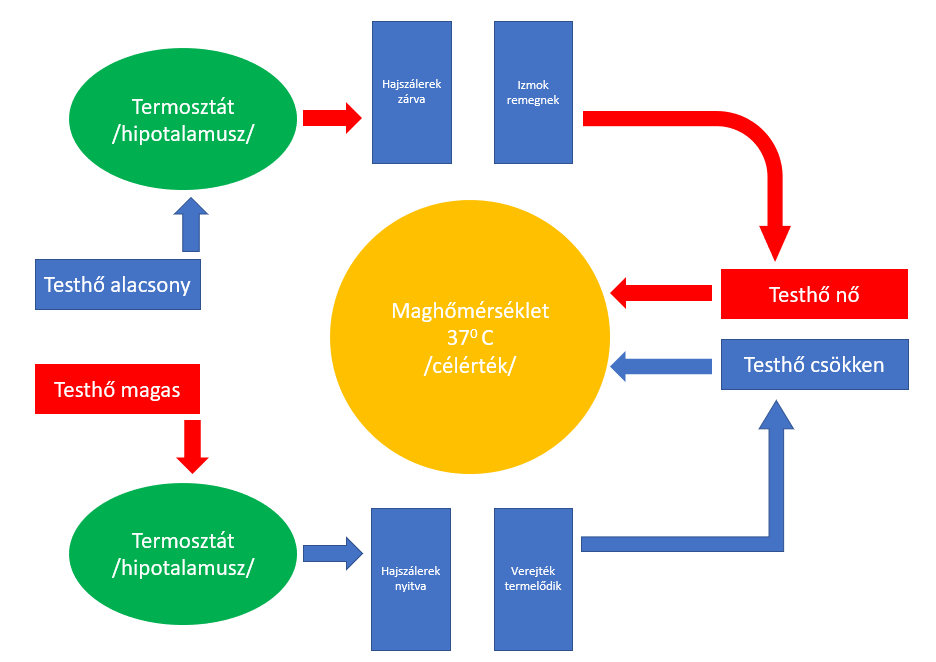 Termosztát
/hipotalamusz/
Hajszálerek
zárva
Izmok
remegnek
Testhő alacsony
Maghőmérséklet
37⁰ C
/célérték/
Testhő nő
Testhő csökken
Testhő magas
Termosztát
/hipotalamusz/
Hajszálerek
nyitva
Verejték
termelődik